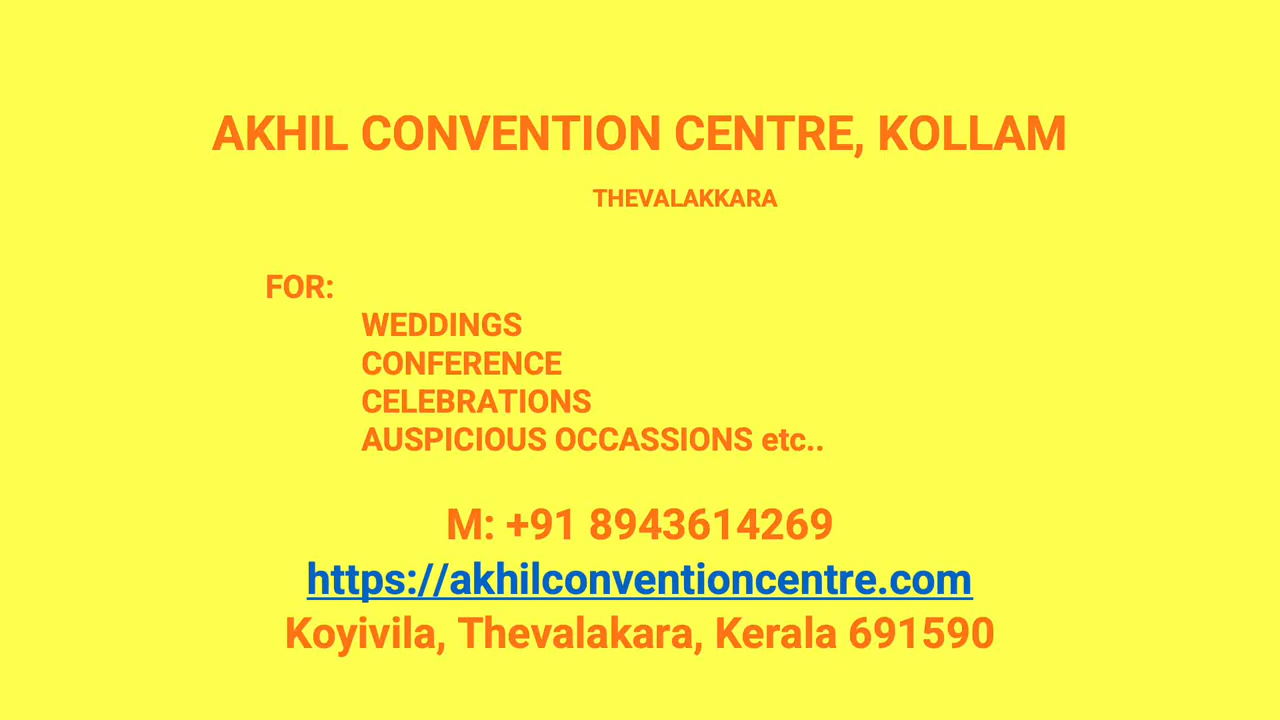 AKHIL CONVENTION CENTRE, KOLLAM
THEVALAKKARA
FOR:
WEDDINGS
CONFERENCE
CELEBRATIONS
AUSPICIOUS OCCASSIONS etc..
M: +91 8943614269
https://akhilconventioncentre.com
Koyivila, Thevalakara, Kerala 691590